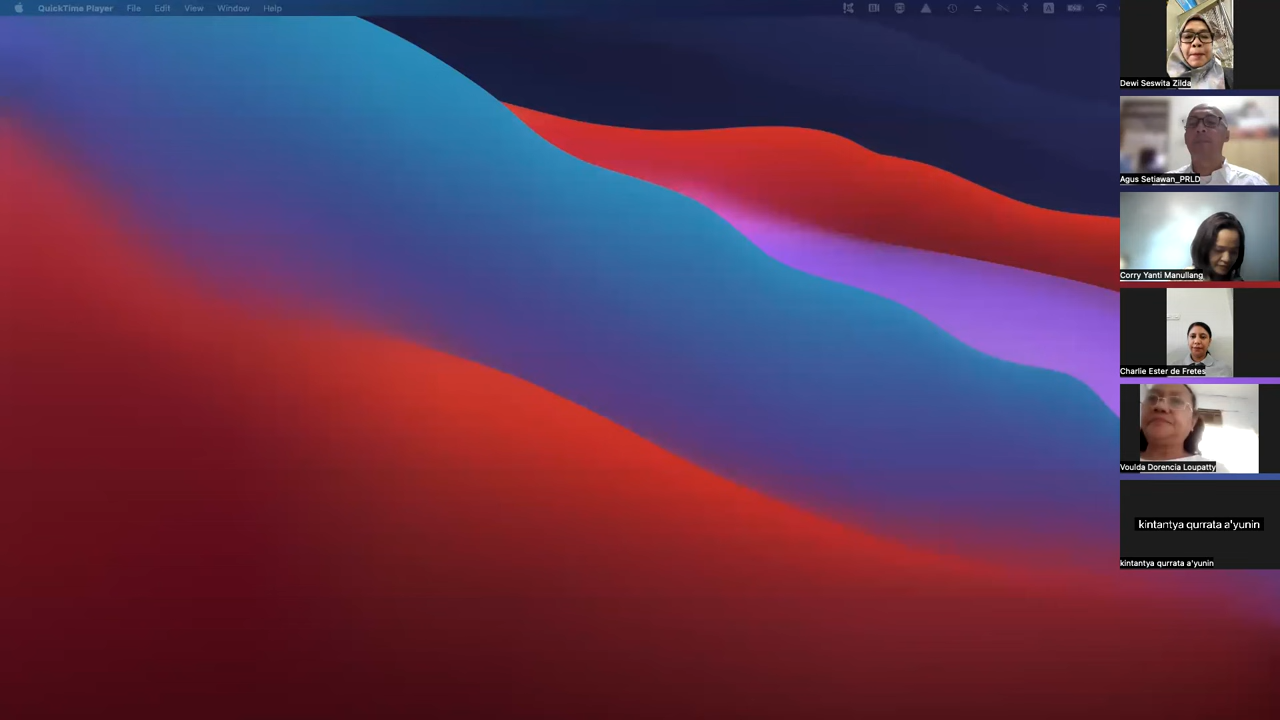 QuickTime Player File Edit View Window Help
Dewi Seswita Zilda
Agus Setiawan_PRLD
Corry Yanti Manullang
Charlie Ester de Fretes
Voulda Dorencia Loupatty
kintantya qurrata a'yunin
kintantya qurrata a'yunin